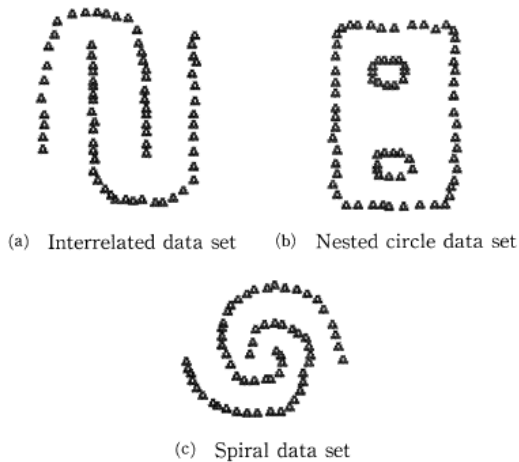 (a) Interrelated data set
(b) Nested circle data set
(c) Spiral data set